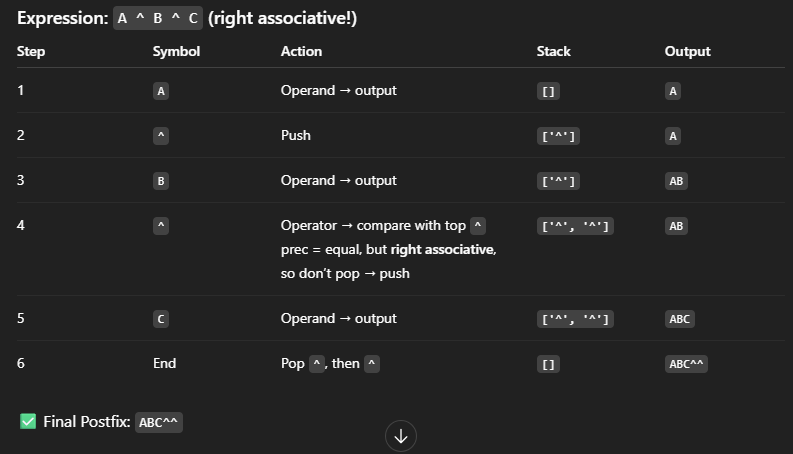 Expression: A ^ B ^ C (right associative!)
Step Symbol Action Stack Output
1 A Operand → output [] A
2 ^ Push ['^'] A
3 B Operand → output ['^'] AB
4 ^ Operator → compare with top ^ ['^', '^'] AB
prec = equal, but right associative,
so don't pop → push
5 C Operand → output ['^', '^'] ABC
6 End Pop ^, then ^ [] ABC^^
✅ Final Postfix: ABC^^